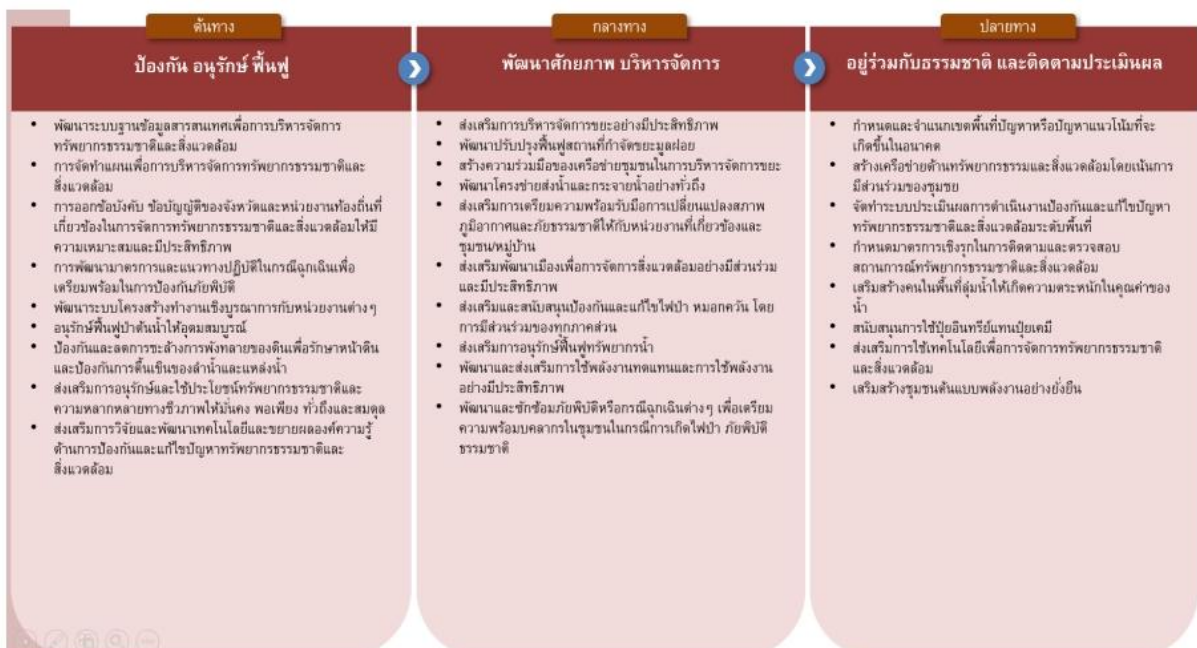 ต้นทาง
ป้องกัน อนุรักษ์ ฟื้นฟู
• พัฒนาระบบฐานข้อมูลสารสนเทศเพื่อการบริหารจัดการ
ทรัพยากรธรรมชาติและสิ่งแวดล้อม
• การจัดทำแผนเพื่อการบริหารจัดการทรัพยากรธรรมชาติและ
สิ่งแวดล้อม
• การออกข้อบังคับ ข้อบัญญัติของจังหวัดและหน่วยงานท้องถิ่นที่
เกี่ยวข้องในการจัดการทรัพยากรธรรมชาติและสิ่งแวดล้อมให้มี
ความเหมาะสมและมีประสิทธิภาพ
• การพัฒนามาตรการและแนวทางปฏิบัติในกรณีฉุกเฉินเพื่อ
เตรียมพร้อมในการป้องกันภัยพิบัติ
• พัฒนาระบบโครงสร้างทำงานเชิงบูรณาการกับหน่วยงานต่างๆ
• อนุรักษ์ฟื้นฟูป่าต้นน้ำให้อุดมสมบูรณ์
• ป้องกันและลดการชะล้างการพังทลายของดินเพื่อรักษาหน้าดิน
และป้องกันการตื้นเขินของลำน้ำและแหล่งน้ำ
• ส่งเสริมการอนุรักษ์และใช้ประโยชน์ทรัพยากรธรรมชาติและ
ความหลากหลายทางชีวภาพให้มั่นคง พอเพียง ทั่วถึงและสมดุล
• ส่งเสริมการวิจัยและพัฒนาเทคโนโลยีและขยายผลองค์ความรู้
ด้านการป้องกันและแก้ไขปัญหาทรัพยากรธรรมชาติและ
สิ่งแวดล้อม
กลางทาง
พัฒนาศักยภาพ บริหารจัดการ
• ส่งเสริมการบริหารจัดการขยะอย่างมีประสิทธิภาพ
• พัฒนาปรับปรุงฟื้นฟูสถานที่กำจัดขยะมูลฝอย
• สร้างความร่วมมือของเครือข่ายชุมชนในการบริหารจัดการขยะ
• พัฒนาโครงข่ายส่งน้ำและกระจายน้ำอย่างทั่วถึง
• ส่งเสริมการเตรียมความพร้อมรับมือการเปลี่ยนแปลงสภาพ
ภูมิอากาศและภัยธรรมชาติให้กับหน่วยงานที่เกี่ยวข้องและ
ชุมชน/หมู่บ้าน
• ส่งเสริมพัฒนาเมืองเพื่อการจัดการสิ่งแวดล้อมอย่างมีส่วนร่วม
และมีประสิทธิภาพ
• ส่งเสริมและสนับสนุนป้องกันและแก้ไขไฟป่า หมอกควัน โดย
การมีส่วนร่วมของทุกภาคส่วน
• ส่งเสริมการอนุรักษ์ฟื้นฟูทรัพยากรน้ำ
• พัฒนาและส่งเสริมการใช้พลังงานทดแทนและการใช้พลังงาน
อย่างมีประสิทธิภาพ
• พัฒนาและซักซ้อมภัยพิบัติหรือกรณีฉุกเฉินต่างๆ เพื่อเตรียม
ความพร้อมบุคลากรในชุมชนในกรณีการเกิดไฟป่า ภัยพิบัติ
ธรรมชาติ
ปลายทาง
อยู่ร่วมกับธรรมชาติ และติดตามประเมินผล
• กำหนดและจำแนกเขตพื้นที่ปัญหาหรือปัญหาแนวโน้มที่จะ
เกิดขึ้นในอนาคต
• สร้างเครือข่ายด้านทรัพยากรธรรมและสิ่งแวดล้อมโดยเน้นการ
มีส่วนร่วมของชุมชย
• จัดทำระบบประเมินผลการดำเนินงานป้องกันและแก้ไขปัญหา
ทรัพยากรธรรมชาติและสิ่งแวดล้อมระดับพื้นที่
• กำหนดมาตรการเชิงรุกในการติดตามและตรวจสอบ
สถานการณ์ทรัพยากรธรรมชาติและสิ่งแวดล้อม
• เสริมสร้างคนในพื้นที่ลุ่มน้ำให้เกิดความตระหนักในคุณค่าของ
น้ำ
• สนับสนุนการใช้ปุ๋ยอินทรีย์แทนปุ๋ยเคมี
• ส่งเสริมการใช้เทคโนโลยีเพื่อการจัดการทรัพยากรธรรมชาติ
และสิ่งแวดล้อม
• เสริมสร้างชุมชนต้นแบบพลังงานอย่างยั่งยืน